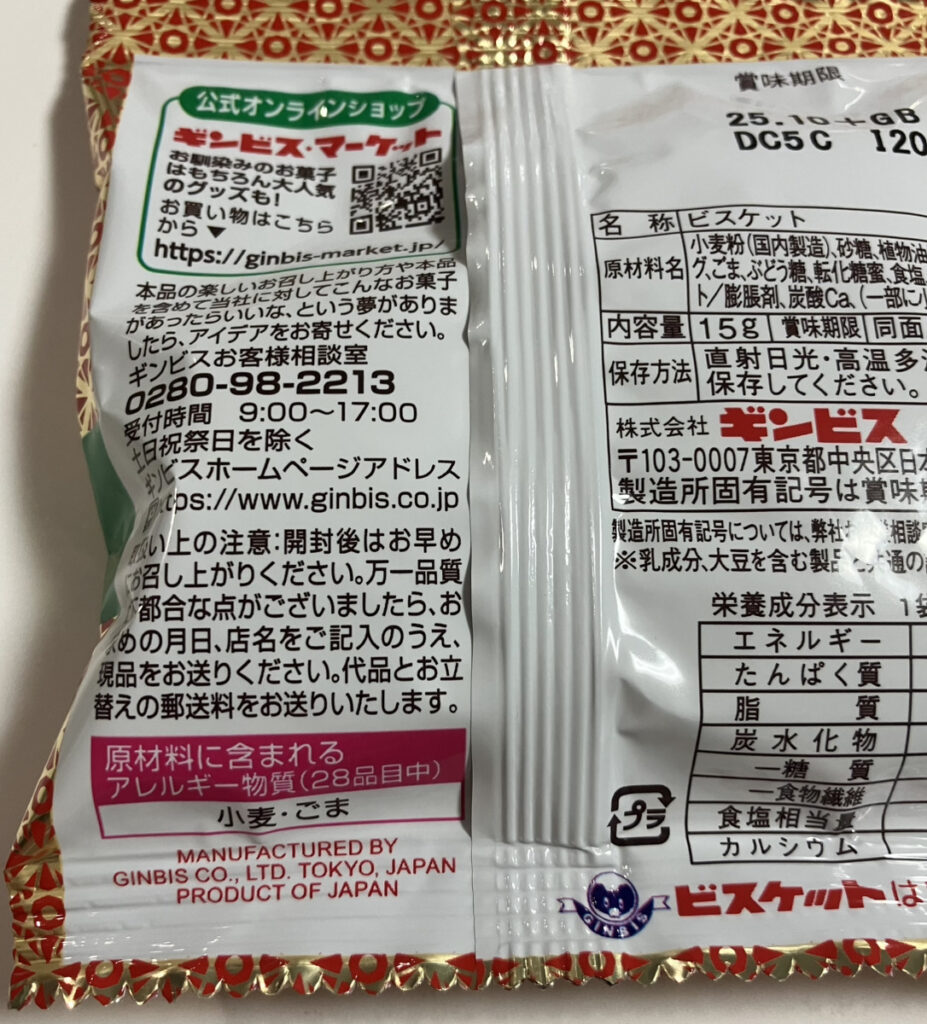 公式オンラインショップ
ギンビス・マーケット
お馴染みのお菓子
はもちろん大人気
のグッズも!
お買い物はこちら
から▼
https://ginbis-market.jp/
本品の楽しいお召し上がり方や本品
を含めて当社に対してこんなお菓子
があったらいいな、という夢がありま
したら、アイデアをお寄せください。
ギンビスお客様相談室
0280-98-2213
受付時間 9:00〜17:00
土日祝祭日を除く
ギンビスホームページアドレス
https://www.ginbis.co.jp
い上の注意:開封後はお早め
にお召し上がりください。万一品質
不都合な点がございましたら、お
求めの月日、店名をご記入のうえ、
現品をお送りください。代品とお立
替えの郵送料をお送りいたします。
原材料に含まれる
アレルギー物質(28品目中)
小麦・ごま
MANUFACTURED BY
GINBIS CO., LTD. TOKYO, JAPAN
PRODUCT OF JAPAN
賞味期限
25.10 +GB
DC5C 120
名称 ビスケット
原材料名 小麦粉(国内製造)、砂糖、植物油
グ、ごま、ぶどう糖、転化糖蜜、食塩
ト/膨脹剤、炭酸Ca、(一部に
内容量 15g 賞味期限 同面
保存方法 直射日光・高温多
保存してください。
株式会社 ギンビス
〒103-0007東京都中央区日本
製造所固有記号は賞味
製造所固有記号については、弊社お 相談
※乳成分、大豆を含む製品と共通の
栄養成分表示 1袋
エネルギー
たんぱく質
脂質
炭水化物
―糖質
―食物繊維
食塩相当量
カルシウム
プラ
GINBIS
ビスケットは